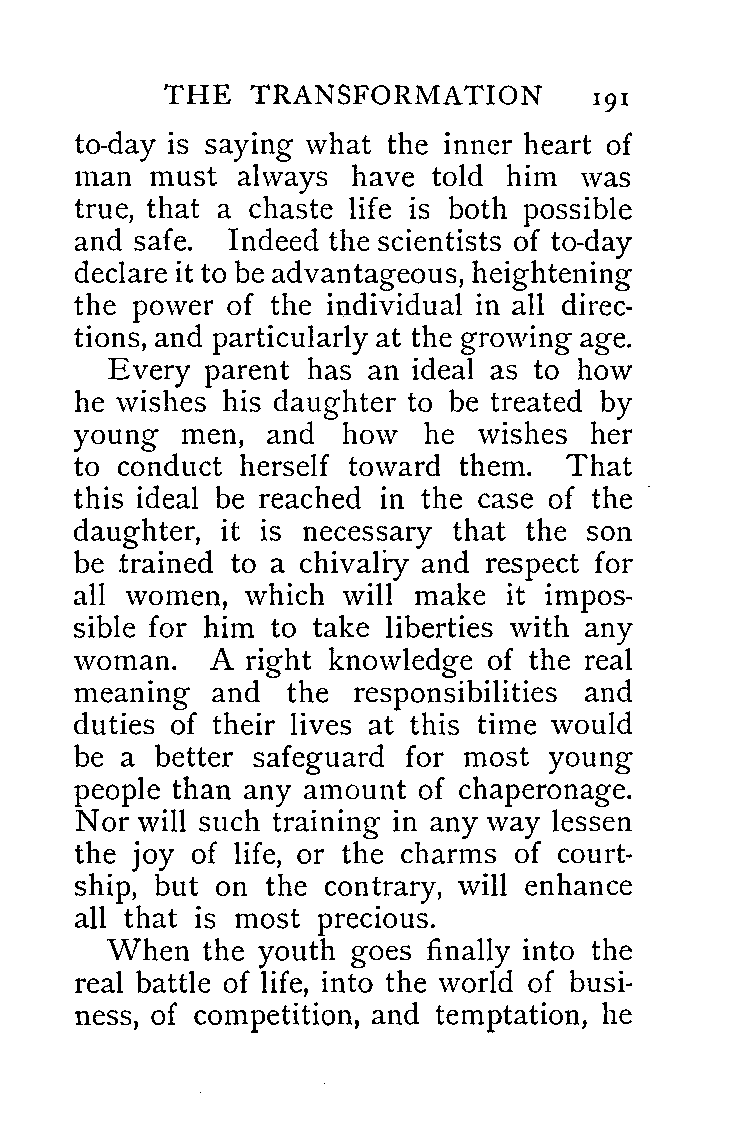 THE TRANSFORMATION 191
to-day is saying what the inner heart of
man must always have told him was
true, that a chaste life is both possible
and safe. Indeed the scientists of to-day
declare it to be advantageous, heightening
the power of the individual in all direc-
tions, and particularly at the growing age.
Every parent has an ideal as to how
he wishes his daughter to be treated by
young men, and how he wishes her
to conduct herself toward them. That
this ideal be reached in the case of the
daughter, it is necessary that the son
be trained to a chivalry and respect for
all women, which will make it impos-
sible for him to take liberties with any
woman. A right knowledge of the real
meaning and the responsibilities and
duties of their lives at this time would
be a better safeguard for most young
people than any amount of chaperonage.
Nor will such training in any way lessen
the joy of life, or the charms of court-
ship, but on the contrary, will enhance
all that is most precious.
When the youth goes finally into the
real battle of life, into the world of busi-
ness, of competition, and temptation, he